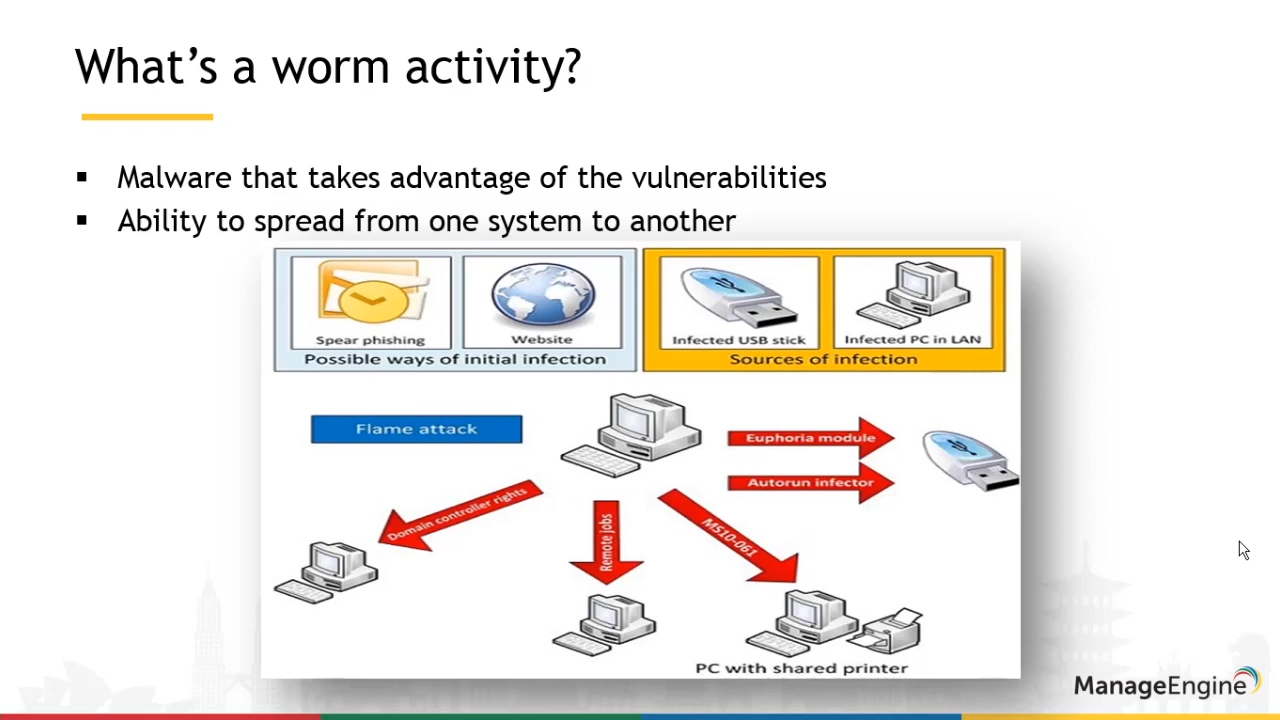 What's a worm activity?
▪ Malware that takes advantage of the vulnerabilities
▪ Ability to spread from one system to another
Spear phishing
Website
Infected USB stick
Infected PC in LAN
Possible ways of initial infection
Sources of infection
Flame attack
Euphoria module
Autorun infector
Domain controller rights
Remote jobs
MS10-061
PC with shared printer
ManageEngine